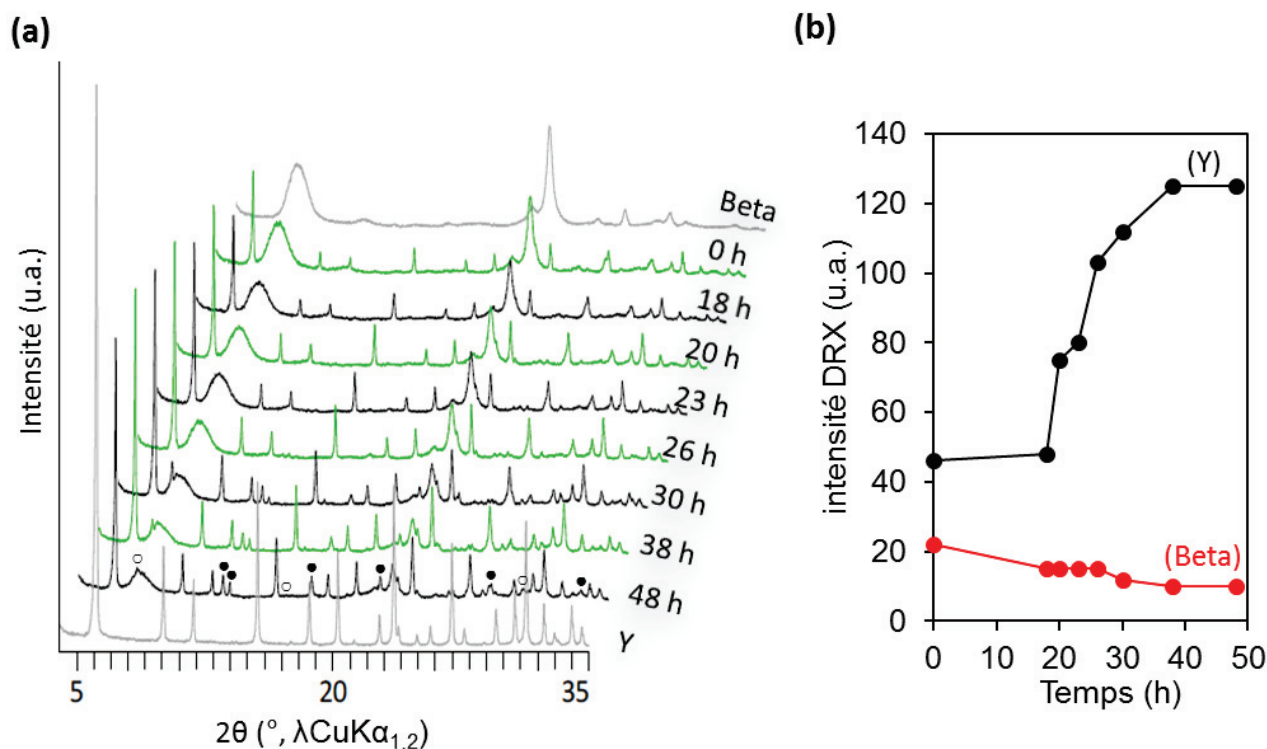 (a)
Intensité (u.a.)
Beta
0 h
18 h
20 h
23 h
26 h
30 h
38 h
48 h
Y
5 20 35
2θ (°, λCuKα1,2)
(b)
intensité DRX (u.a.)
140
120
100
80
60
40
20
0
(Y)
(Beta)
0 10 20 30 40 50
Temps (h)